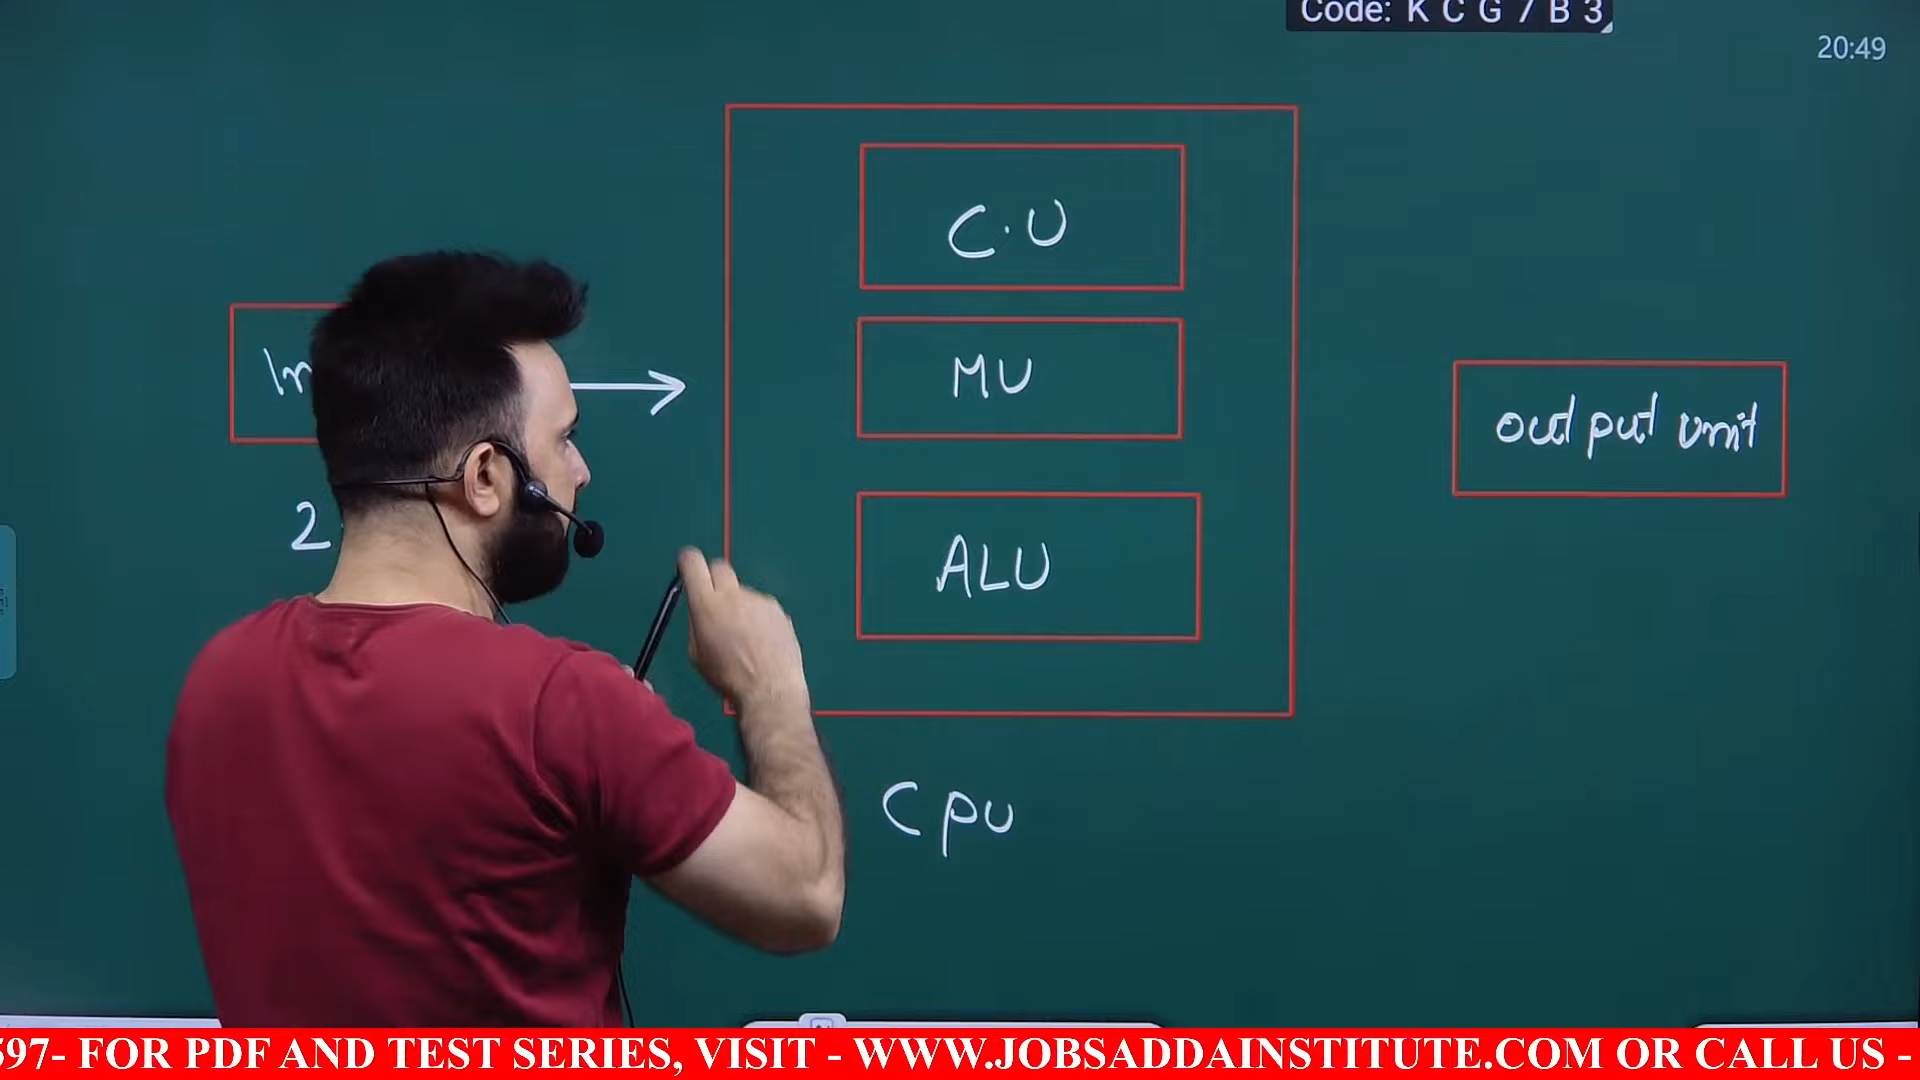 Code: K C G 7 B 3
20:49
C.U
In
MU
output unit
2
ALU
Cpu
597- FOR PDF AND TEST SERIES, VISIT - WWW.JOBSADDAINSTITUTE.COM OR CALL US -